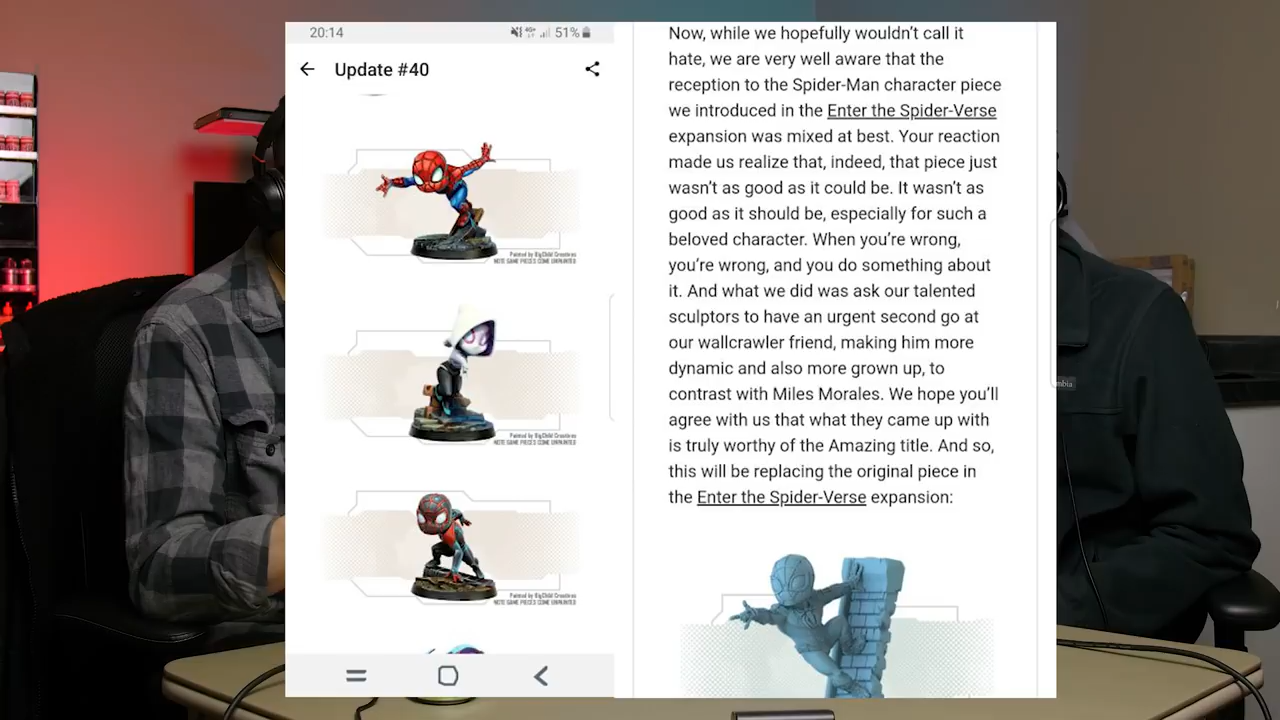 20:14
4G+
51%
Update #40
Painted by BigChild Creatives
NOTE GAME PIECES COME UNPAINTED
Painted by BigChild Creatives
NOTE GAME PIECES COME UNPAINTED
Painted by BigChild Creatives
NOTE GAME PIECES COME UNPAINTED
Now, while we hopefully wouldn't call it
hate, we are very well aware that the
reception to the Spider-Man character piece
we introduced in the Enter the Spider-Verse
expansion was mixed at best. Your reaction
made us realize that, indeed, that piece just
wasn't as good as it could be. It wasn't as
good as it should be, especially for such a
beloved character. When you're wrong,
you're wrong, and you do something about
it. And what we did was ask our talented
sculptors to have an urgent second go at
our wallcrawler friend, making him more
dynamic and also more grown up, to
contrast with Miles Morales. We hope you'll
agree with us that what they came up with
is truly worthy of the Amazing title. And so,
this will be replacing the original piece in
the Enter the Spider-Verse expansion: